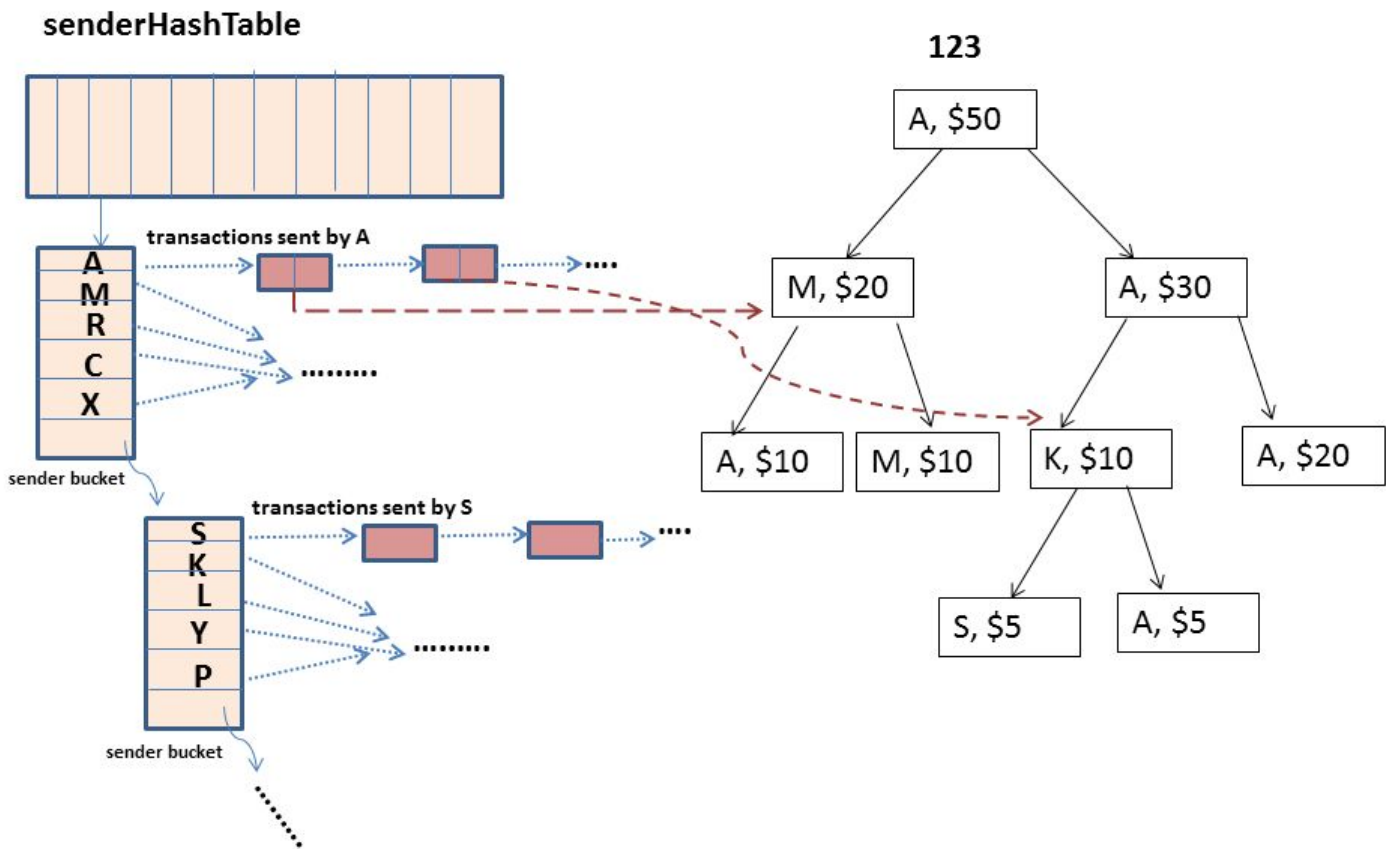 senderHashTable
123
A, $50
transactions sent by A
A
M
R
C
X
....
.........
M, $20
A, $30
A, $10
M, $10
K, $10
A, $20
sender bucket
transactions sent by S
S
K
L
Y
P
....
.........
S, $5
A, $5
sender bucket